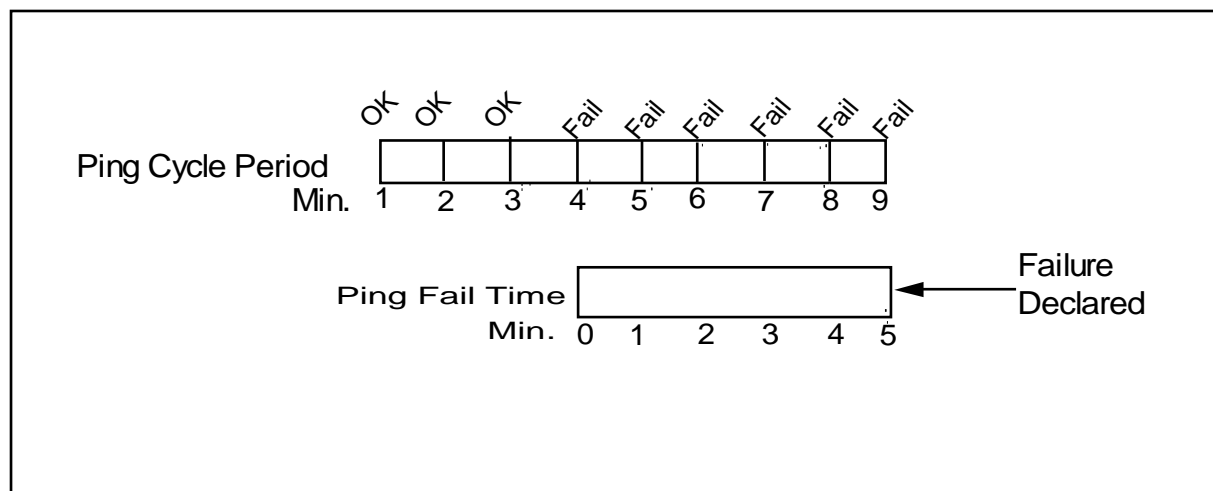 OK OK OK Fail Fail Fail Fail Fail Fail
Ping Cycle Period
Min. 1 2 3 4 5 6 7 8 9
Ping Fail Time
Min. 0 1 2 3 4 5
Failure
Declared